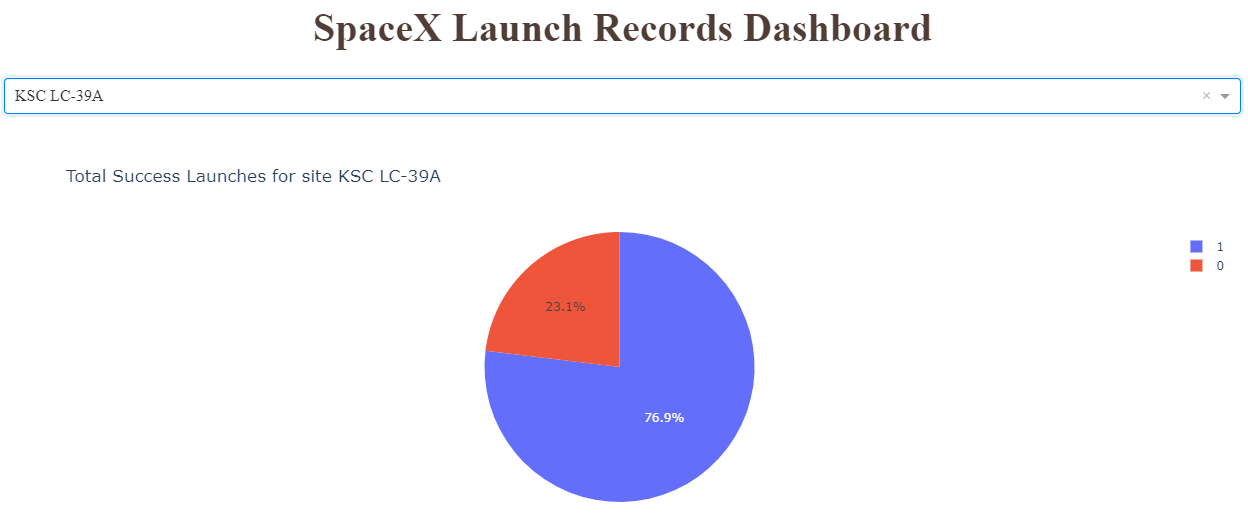 SpaceX Launch Records Dashboard
KSC LC-39A
×
Total Success Launches for site KSC LC-39A
1
0
23.1%
76.9%